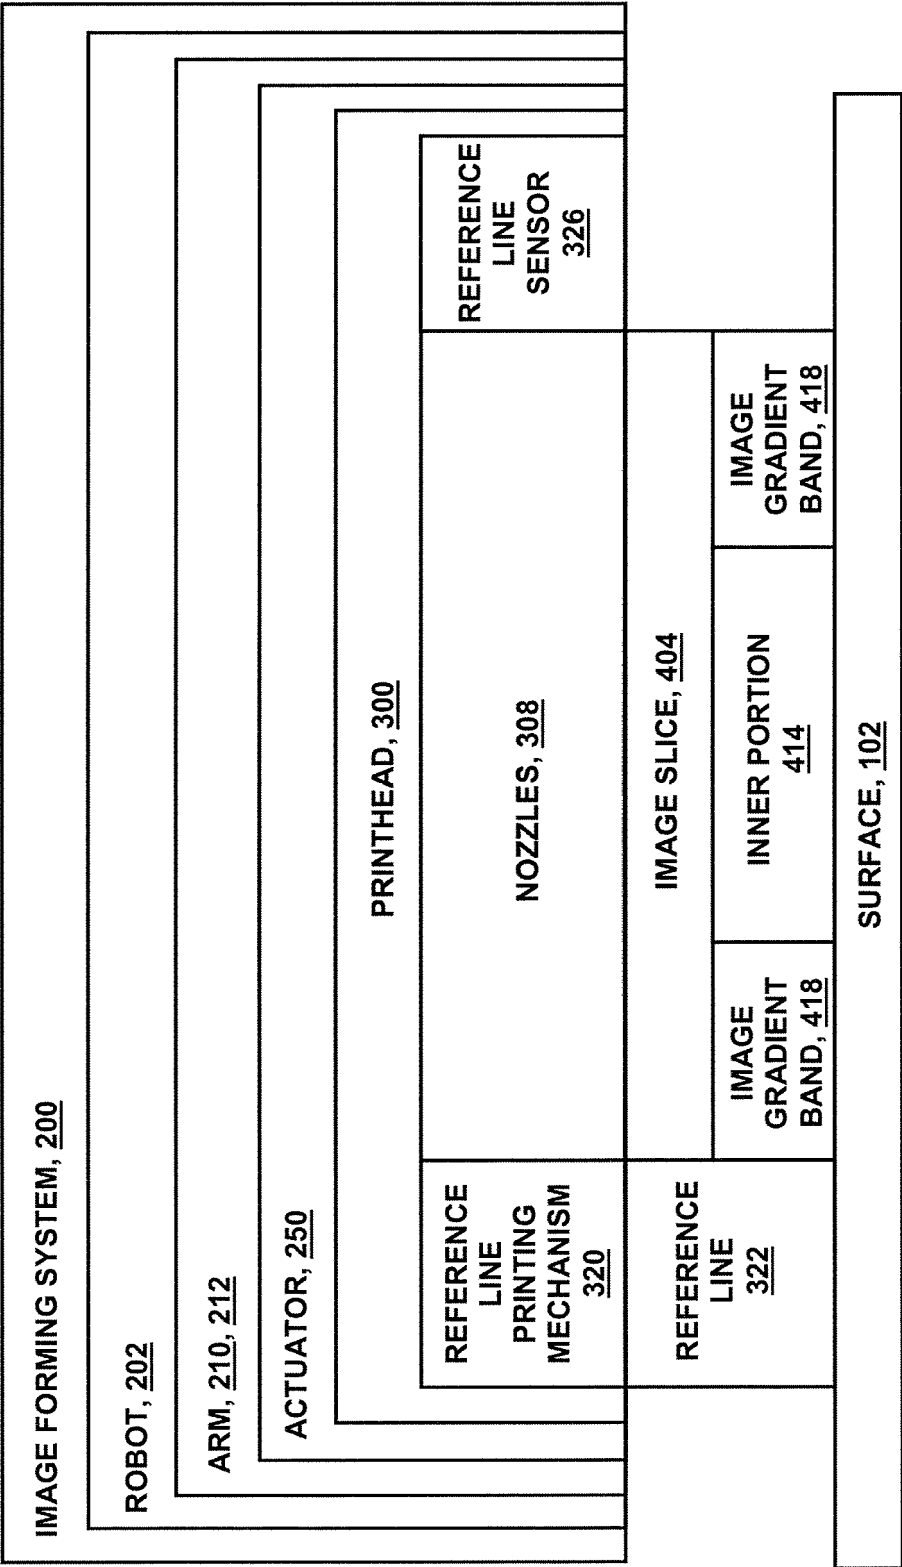 IMAGE FORMING SYSTEM, 200
ROBOT, 202
ARM, 210, 212
ACTUATOR, 250
PRINTHEAD, 300
REFERENCE
LINE
PRINTING
MECHANISM
320
NOZZLES, 308
REFERENCE
LINE
SENSOR
326
REFERENCE
LINE
322
IMAGE SLICE, 404
IMAGE
GRADIENT
BAND, 418
INNER PORTION
414
IMAGE
GRADIENT
BAND, 418
SURFACE, 102